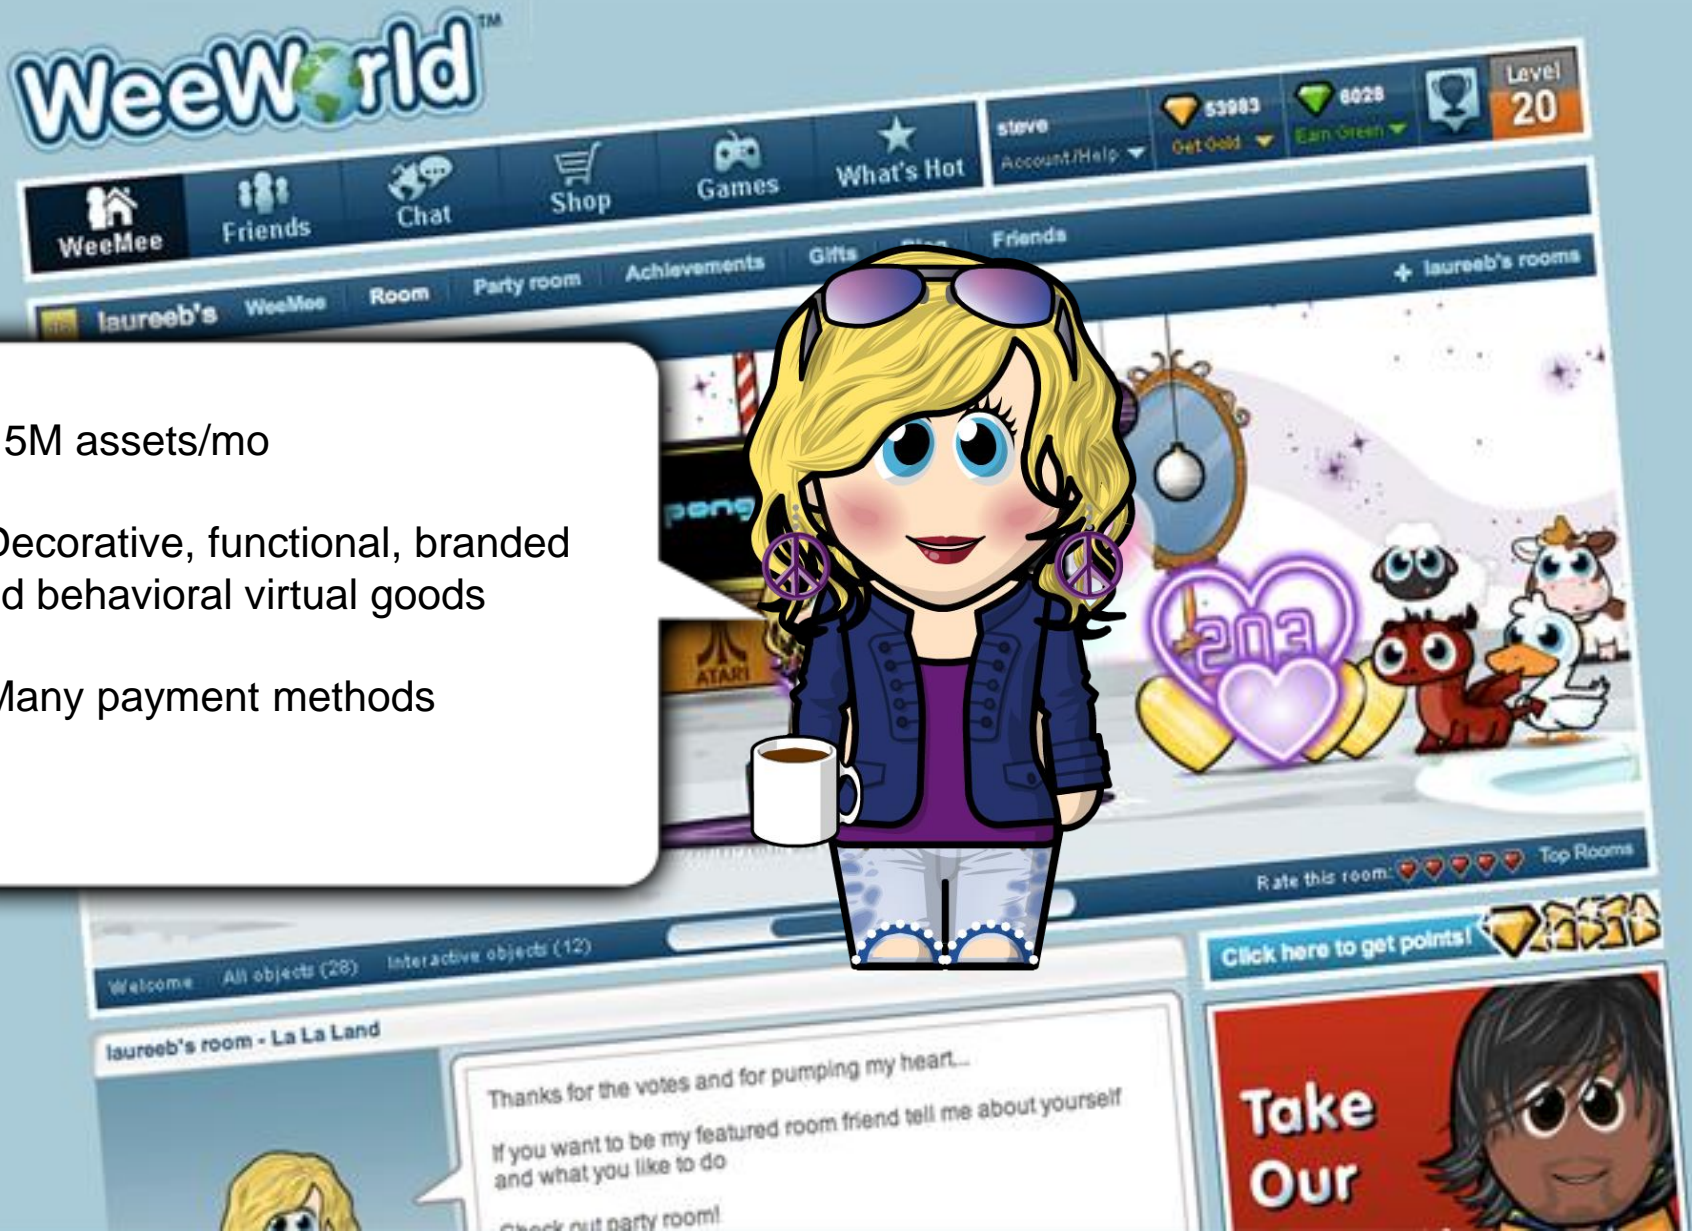 WeeWorld™
steve
Account/Help
53983
Get Gold
6028
Earn Green
Level
20
WeeMee
Friends
Chat
Shop
Games
What's Hot
laureeb's
WeeMee
Room
Party room
Achievements
Gifts
Blog
Friends
+ laureeb's rooms
5M assets/mo
Decorative, functional, branded
d behavioral virtual goods
Many payment methods
pong
ATARI
203
Rate this room:
Top Rooms
Welcome
All objects (28)
Interactive objects (12)
Click here to get points!
laureeb's room - La La Land
Thanks for the votes and for pumping my heart...
If you want to be my featured room friend tell me about yourself
and what you like to do
Check out party room!
Take
Our